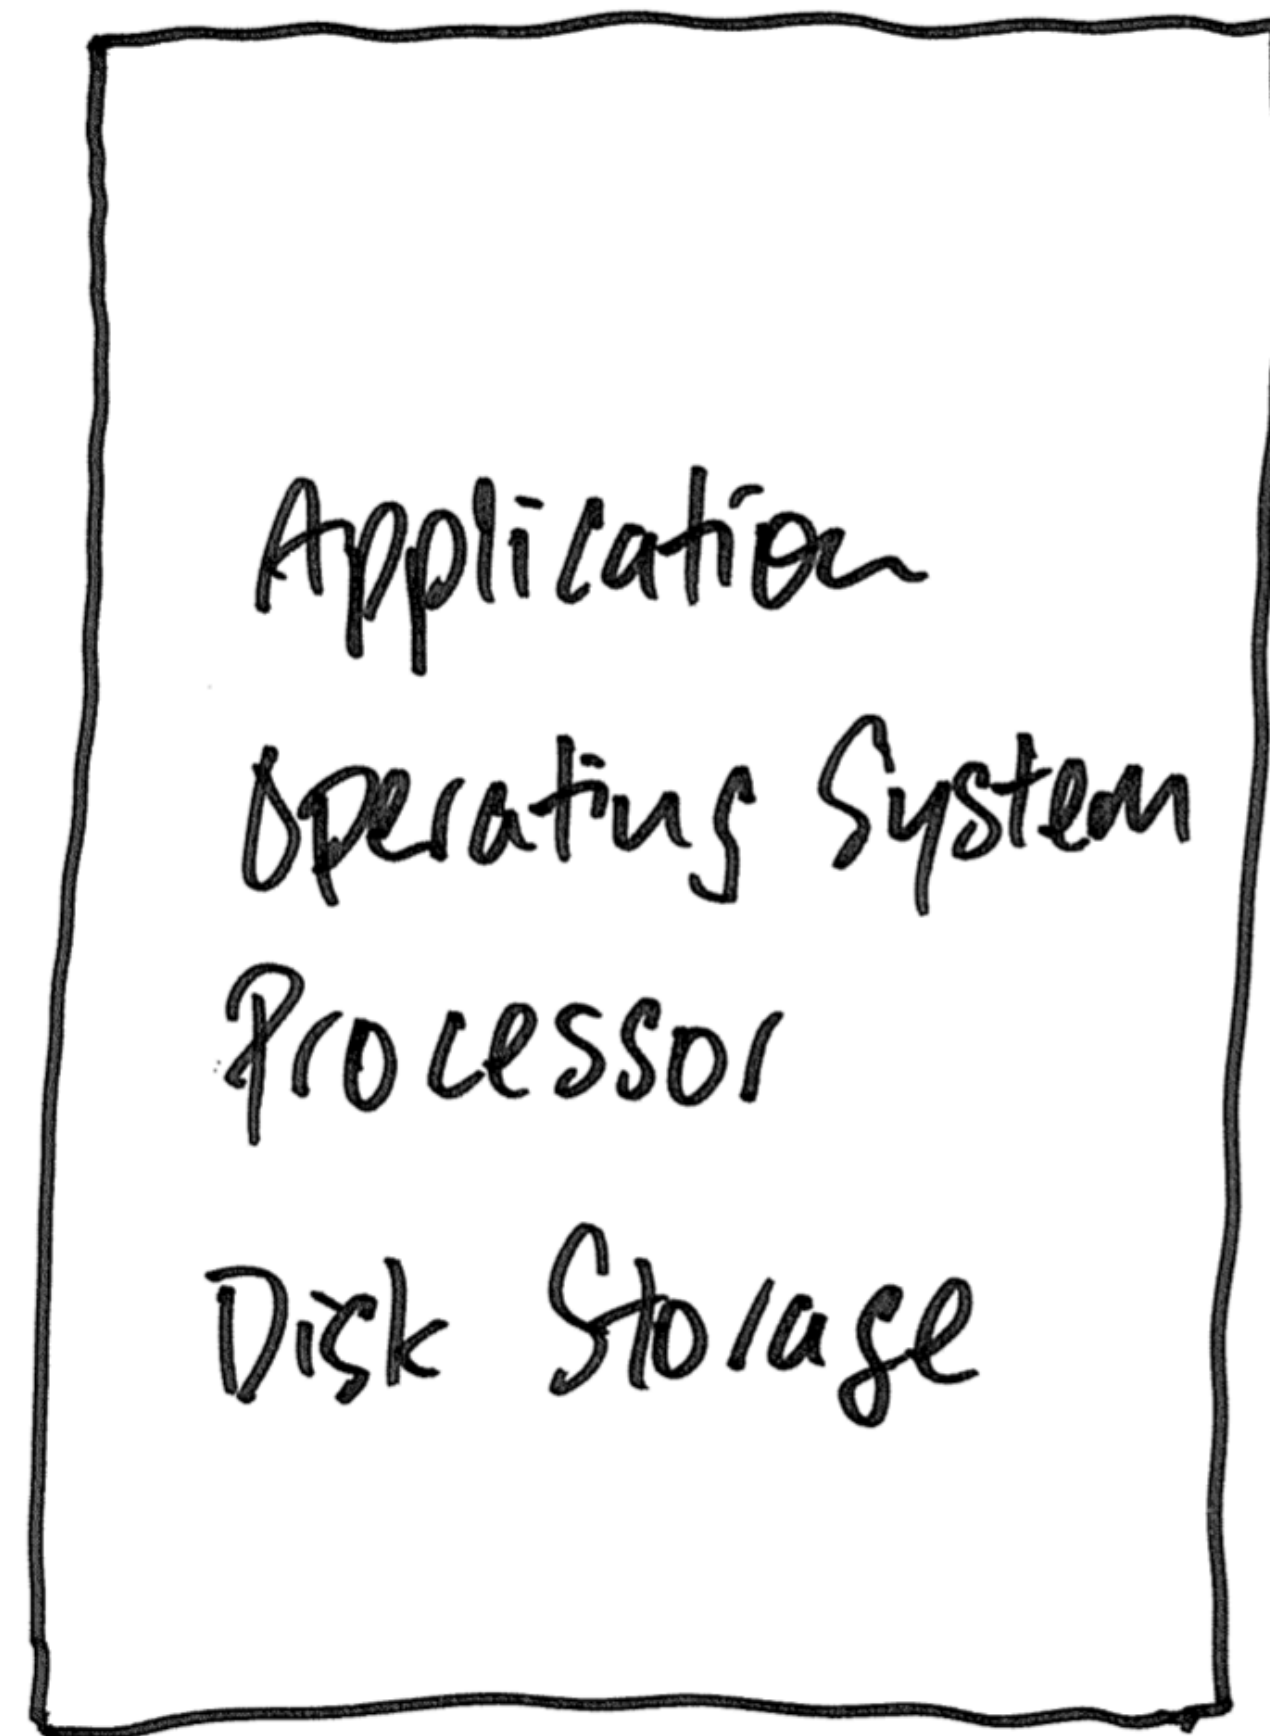 Application
Operating System
Processor
Disk Storage